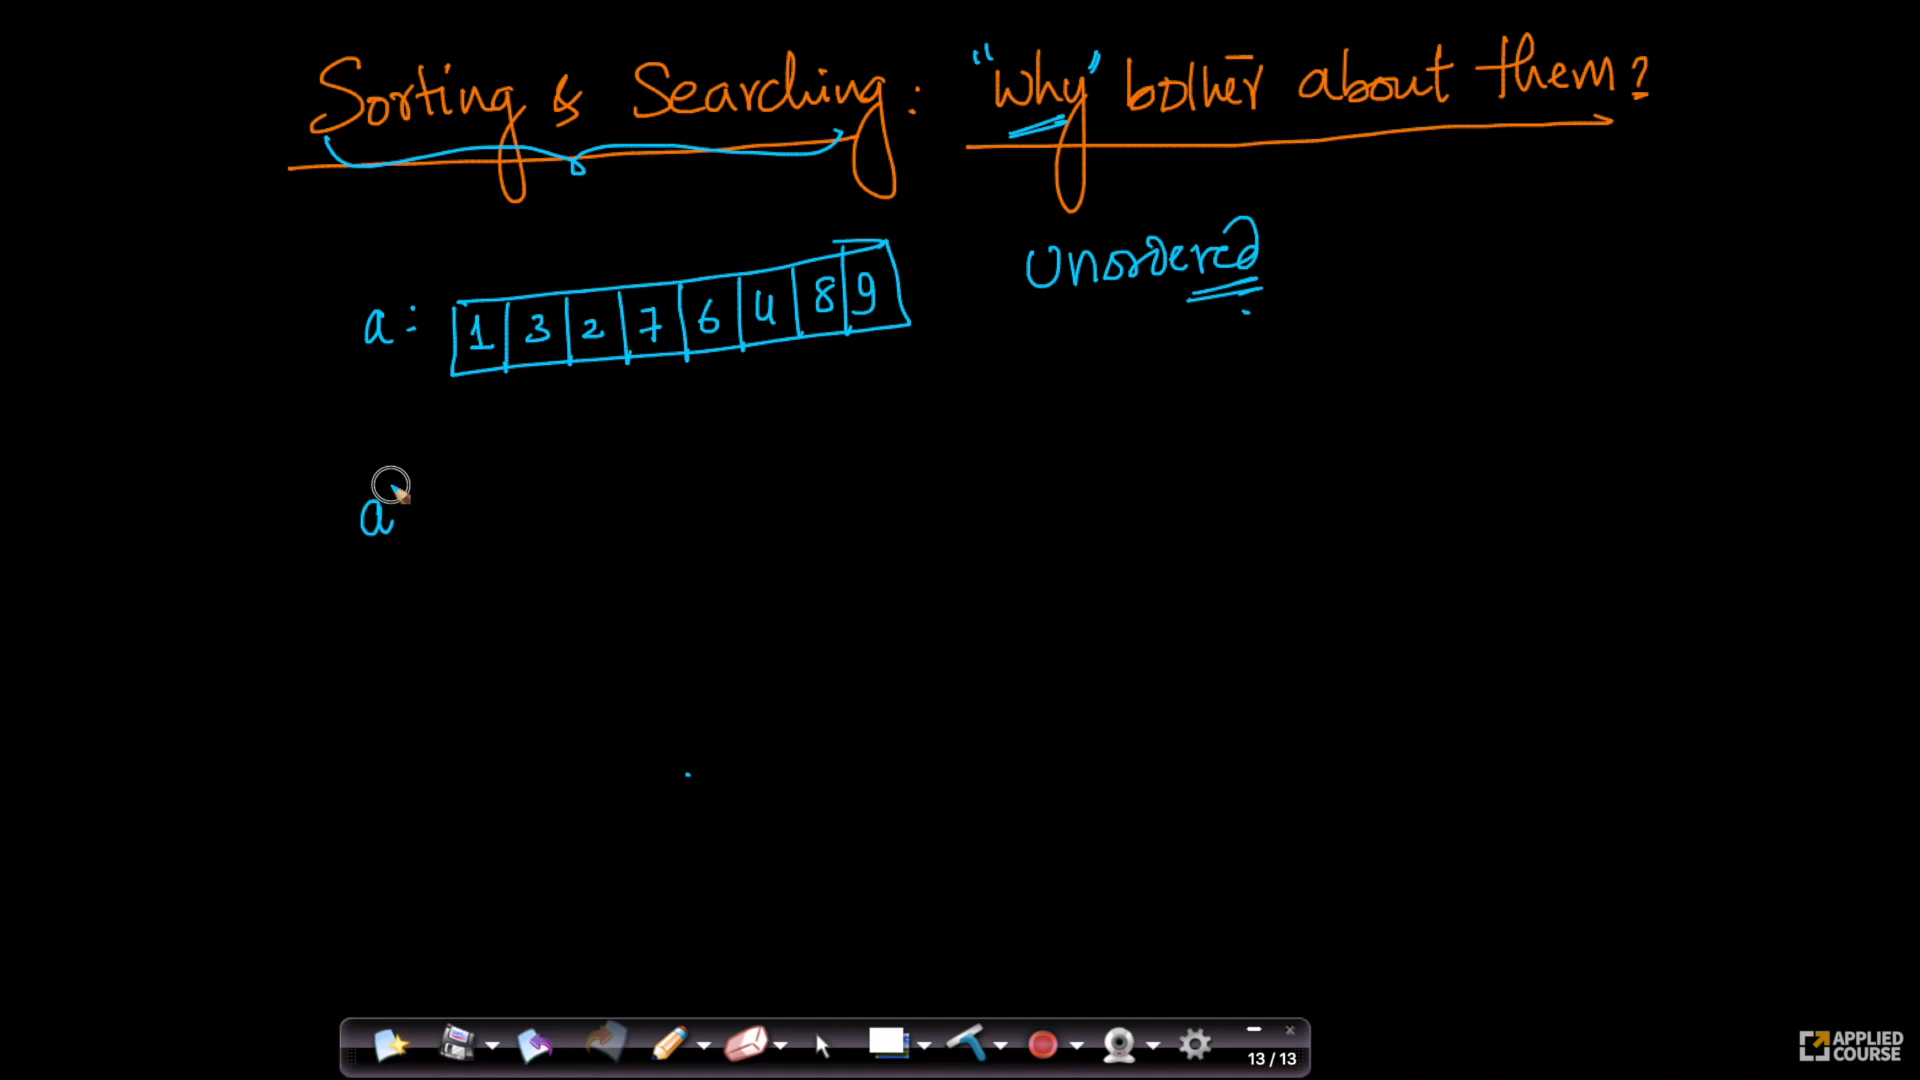 Sorting & Searching: "Why" bother about them?
a: 1 3 2 7 6 4 8 9
Unordered
a
13 / 13
APPLIED
COURSE